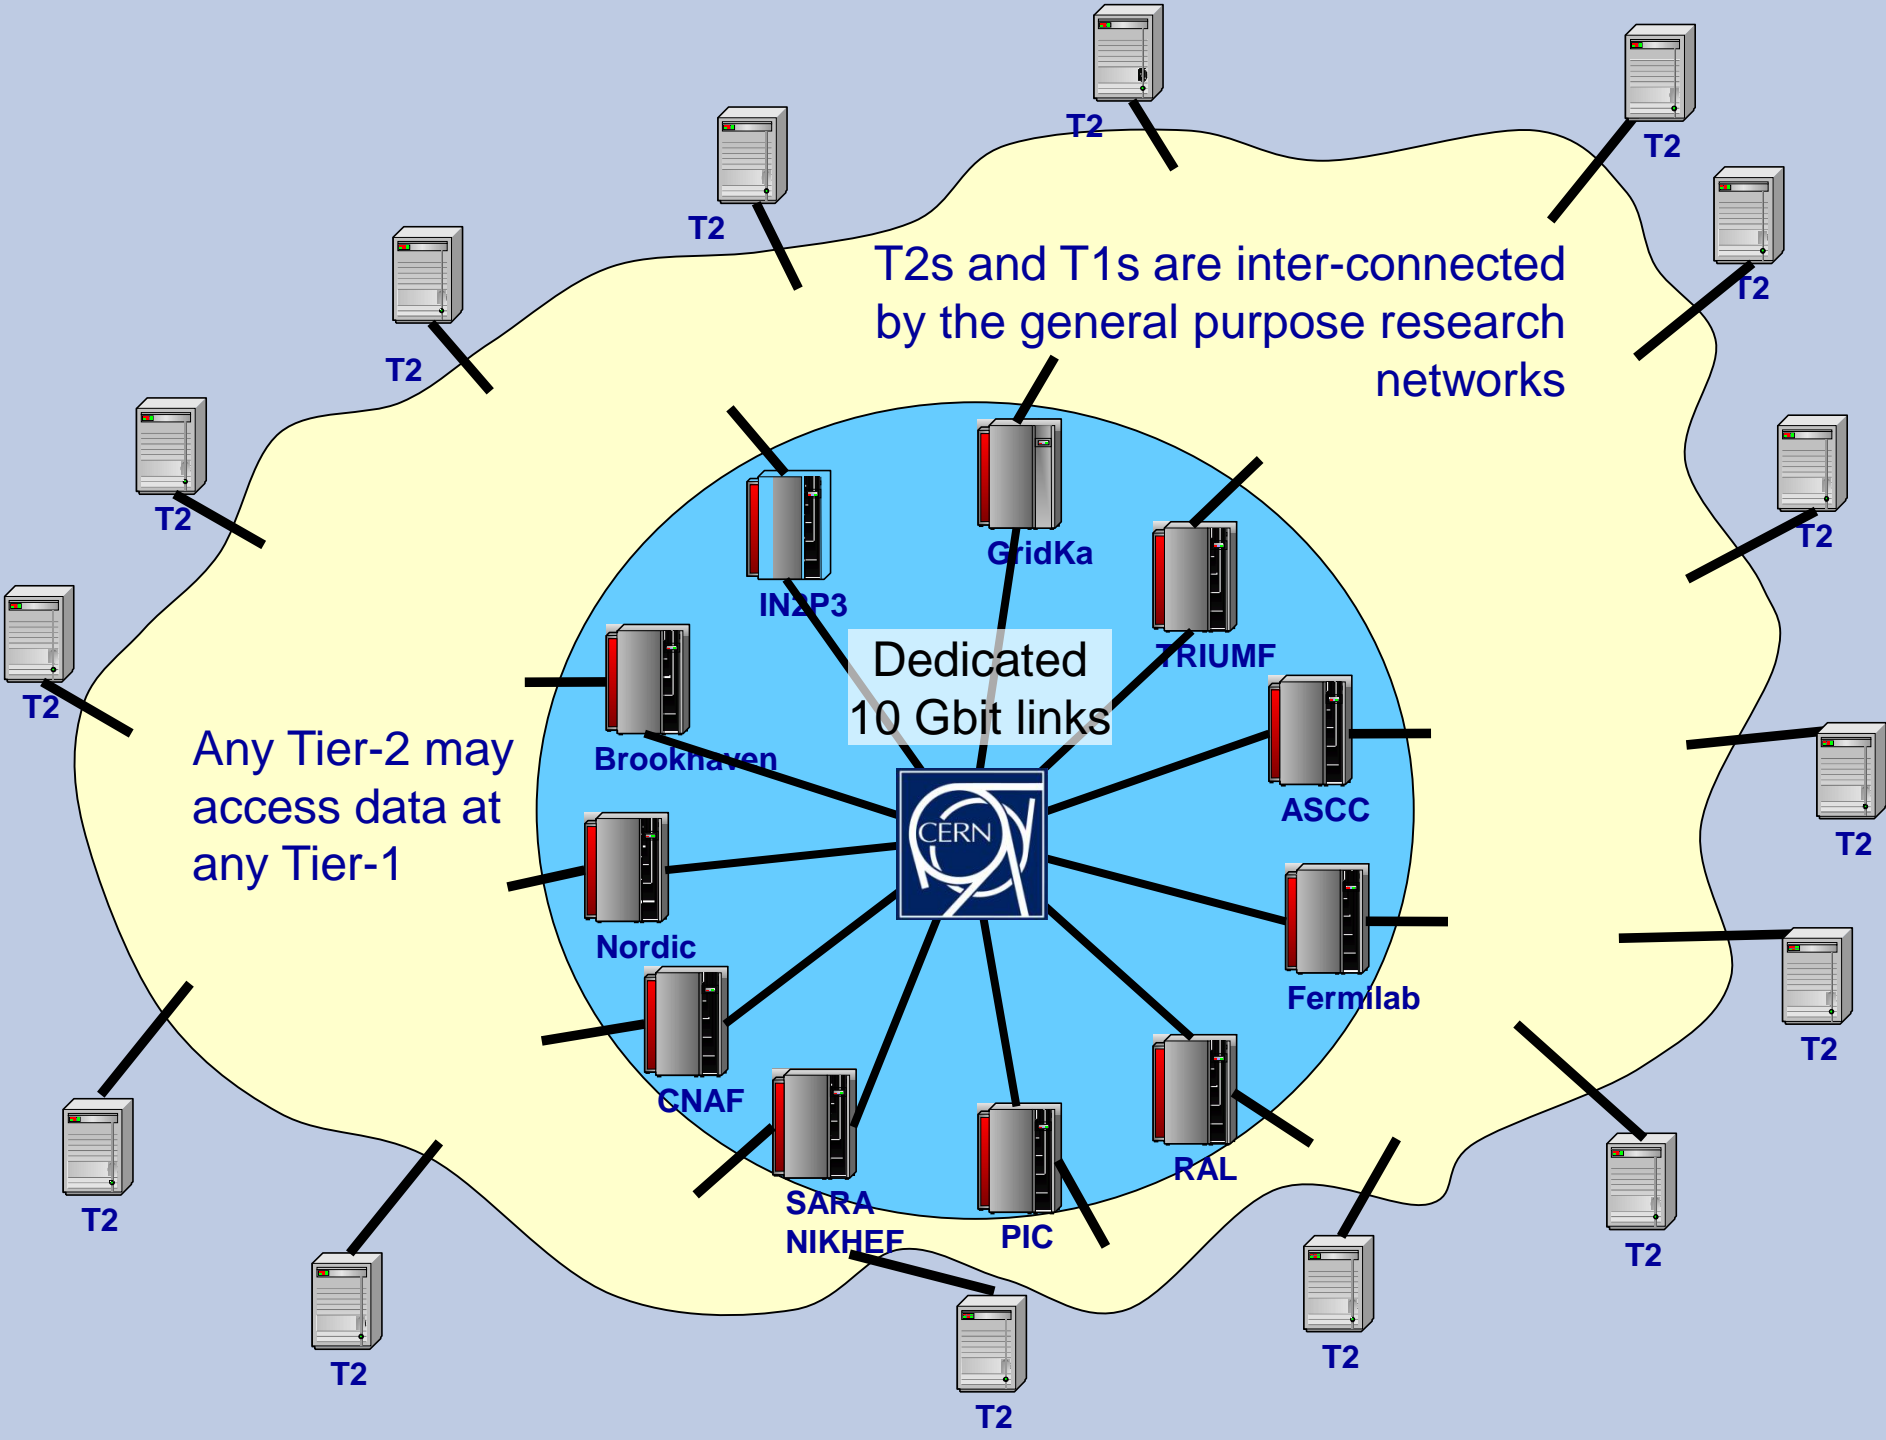 T2
T2
T2
T2
T2
T2
T2s and T1s are inter-connected
by the general purpose research
networks
T2
T2
GridKa
IN2P3
Dedicated
10 Gbit links
TRIUMF
T2
Brookhaven
Any Tier-2 may
access data at
any Tier-1
ASCC
CERN
T2
Nordic
Fermilab
T2
CNAF
RAL
SARA
NIKHEF
PIC
T2
T2
T2
T2
T2